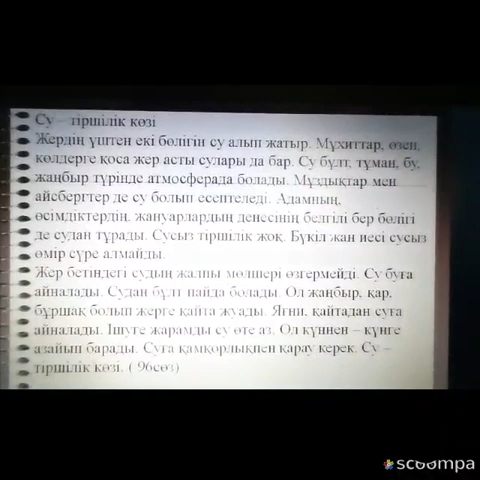 Су – тіршілік көзі
Жердің үштен екі бөлігін су алып жатыр. Мұхиттар, өзен,
көлдерге қоса жер асты сулары да бар. Су бұлт, тұман, бу,
жаңбыр түрінде атмосферада болады. Мұздықтар мен
айсбергтер де су болып есептеледі. Адамның,
өсімдіктердің, жануарлардың денесінің белгілі бер бөлігі
де судан тұрады. Сусыз тіршілік жоқ. Бүкіл жан иесі сусыз
өмір сүре алмайды.
Жер бетіндегі судың жалпы мөлшері өзгермейді. Су буға
айналады. Судан бұлт пайда болады. Ол жаңбыр, қар,
бұршақ болып жерге қайта жуады. Яғни, қайтадан суға
айналады. Ішуге жарамды су өте аз. Ол күннен – күнге
азайып барады. Суға қамқорлықпен қарау керек. Су –
тіршілік көзі. ( 96сөз)
scoompa